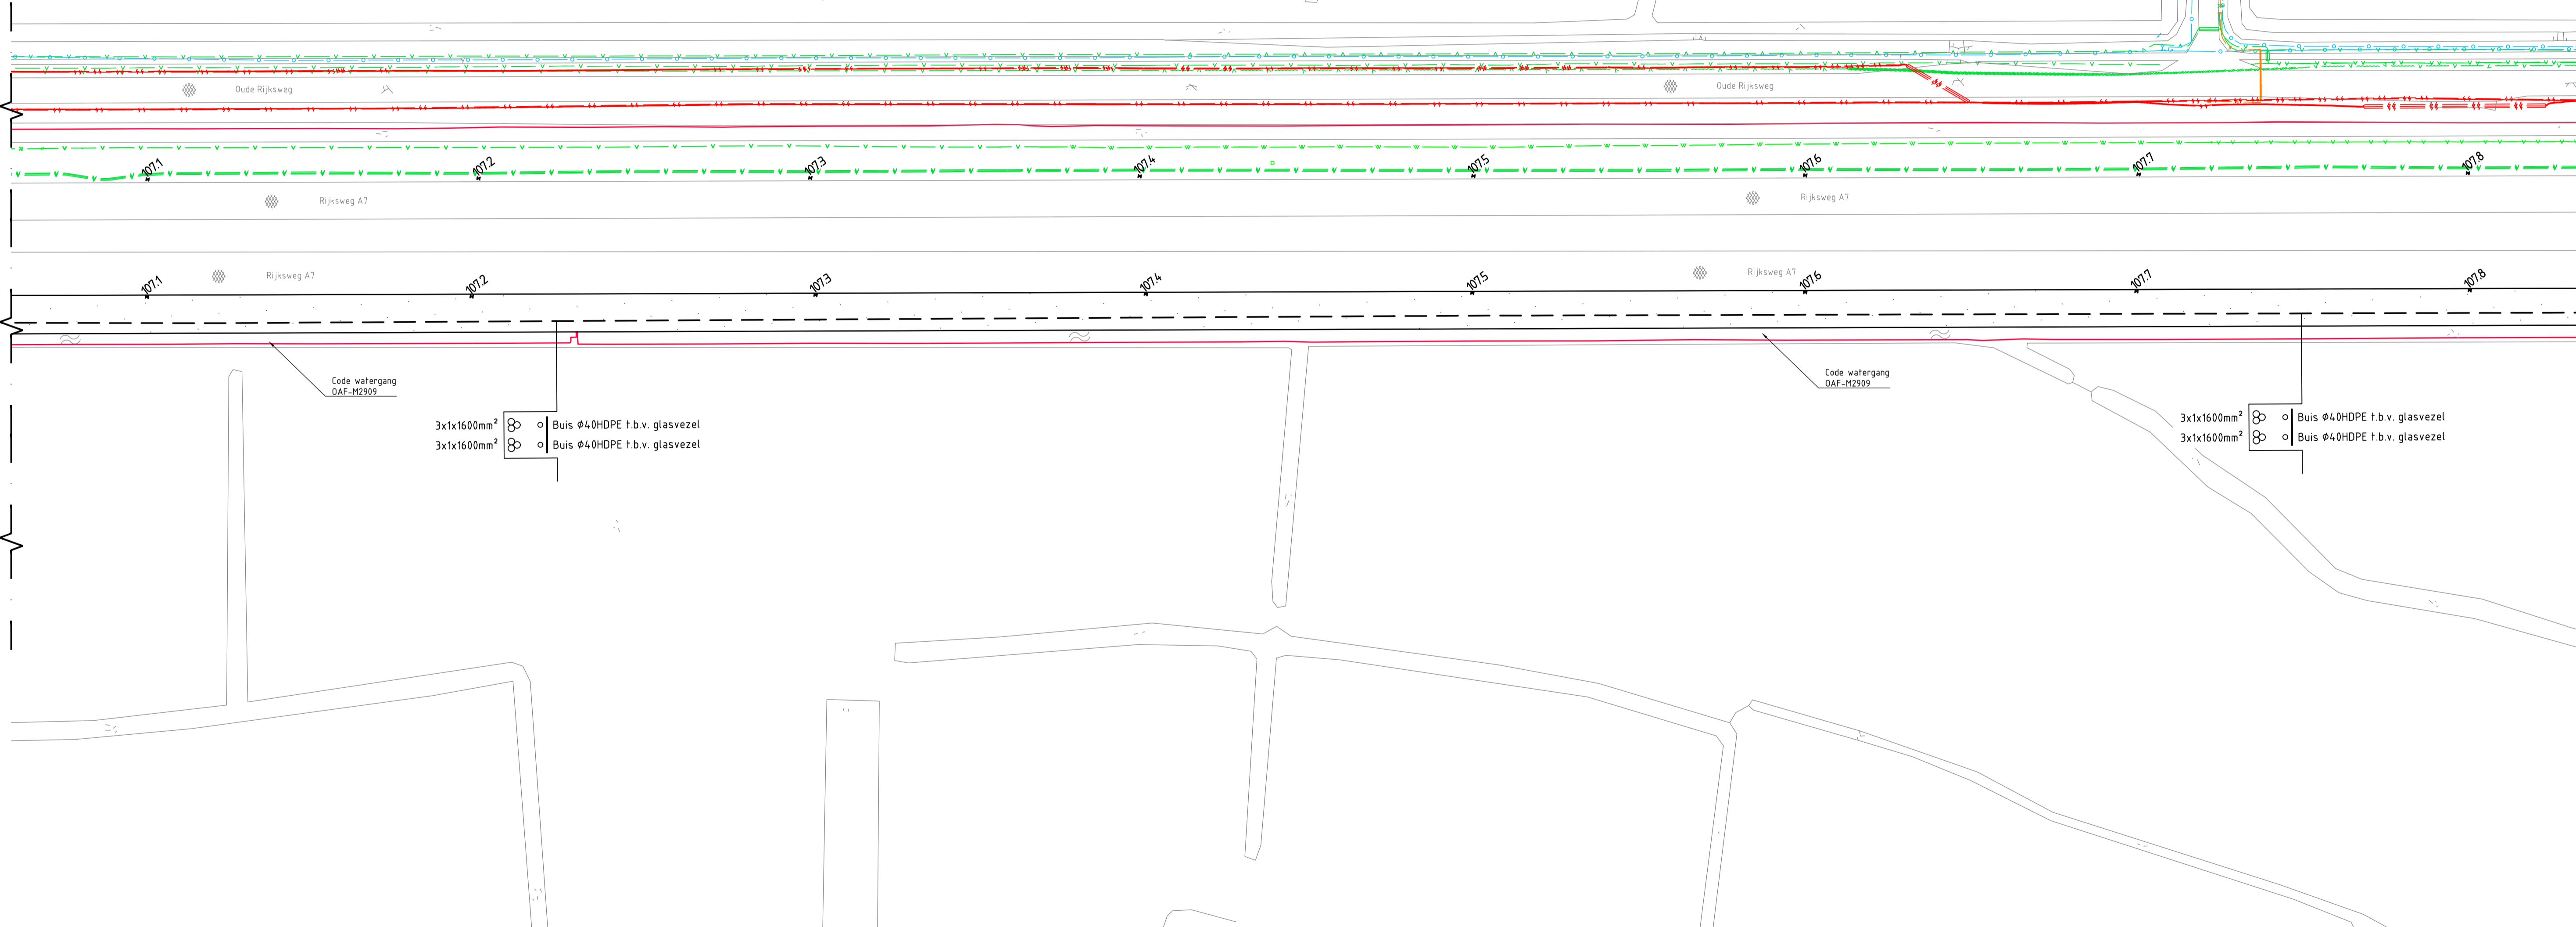 Oude Rijksweg
Oude Rijksweg
107.1
107.2
107.3
107.4
107.5
107.6
107.7
107.8
Rijksweg A7
Rijksweg A7
Rijksweg A7
Rijksweg A7
107.1
107.2
107.3
107.4
107.5
107.6
107.7
107.8
Code watergang
OAF-M2909
Code watergang
OAF-M2909
3x1x1600mm² Buis Ø40HDPE t.b.v. glasvezel
3x1x1600mm² Buis Ø40HDPE t.b.v. glasvezel
3x1x1600mm² Buis Ø40HDPE t.b.v. glasvezel
3x1x1600mm² Buis Ø40HDPE t.b.v. glasvezel